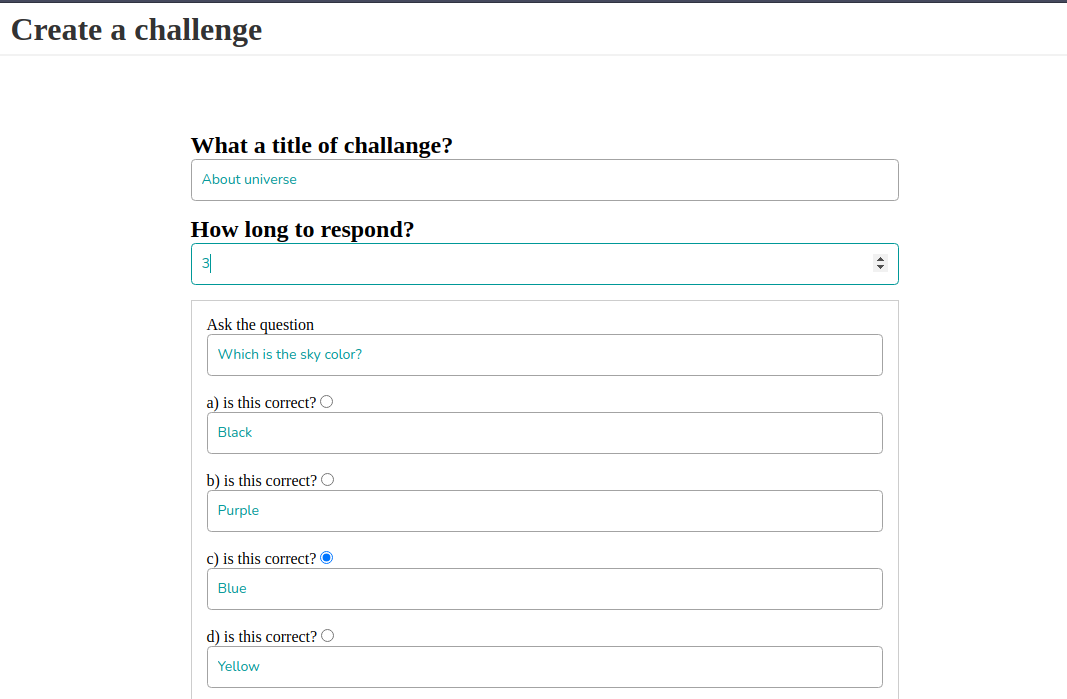 Create a challenge
What a title of challange?
About universe
How long to respond?
3
Ask the question
Which is the sky color?
a) is this correct?
Black
b) is this correct?
Purple
c) is this correct?
Blue
d) is this correct?
Yellow